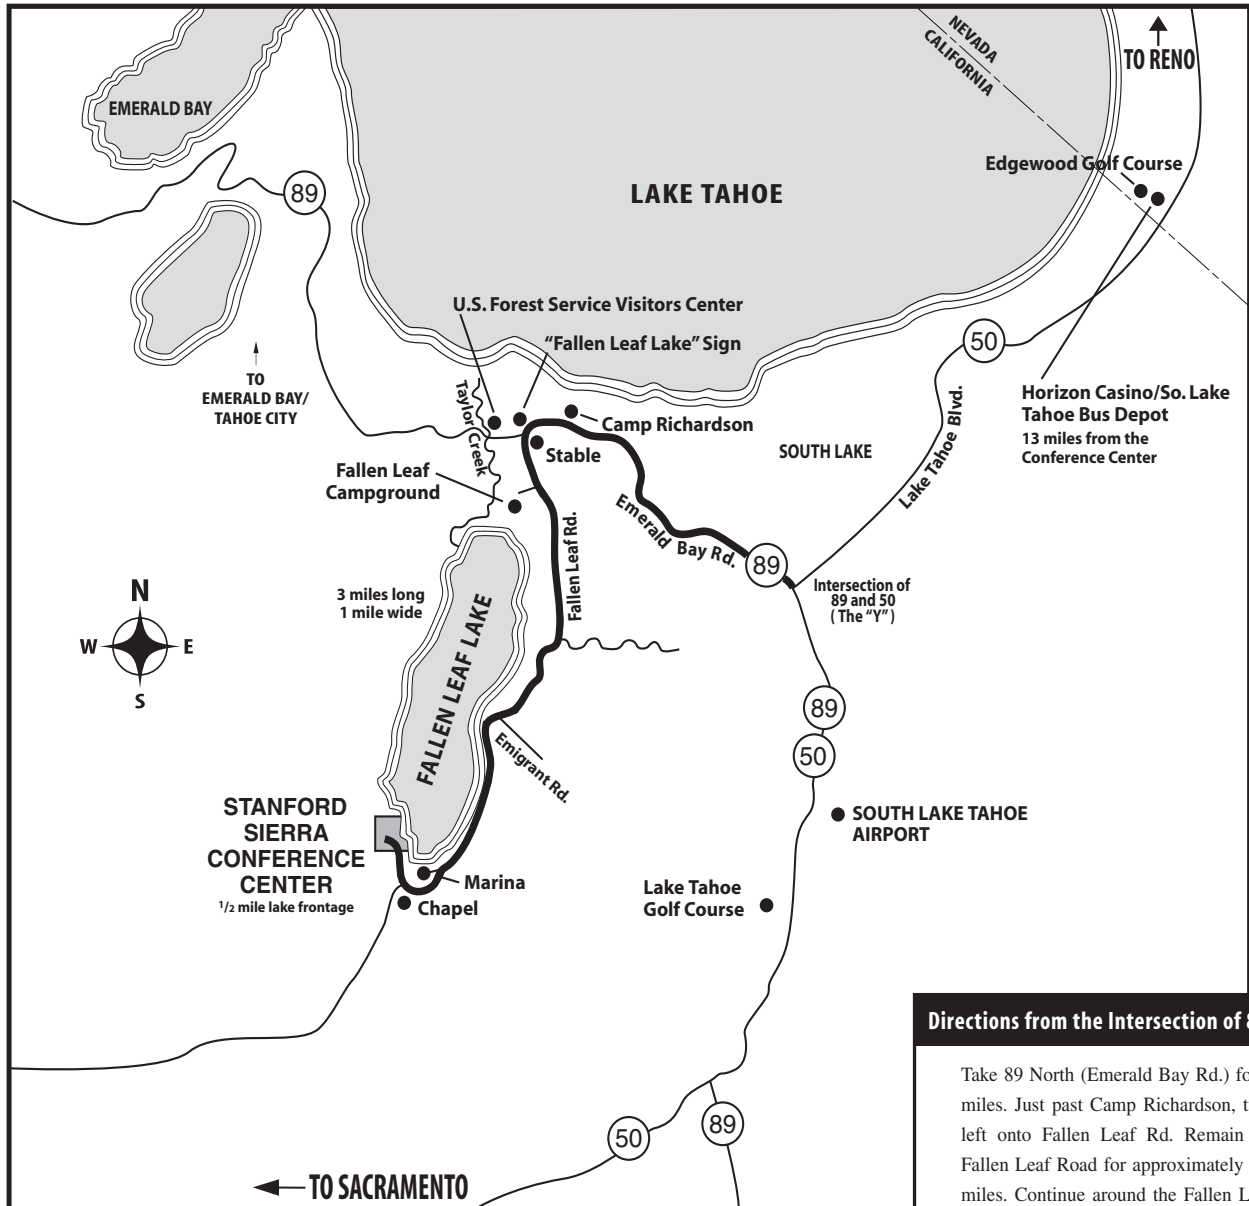 NEVADA
CALIFORNIA
TO RENO
EMERALD BAY
Edgewood Golf Course
89
LAKE TAHOE
U.S. Forest Service Visitors Center
"Fallen Leaf Lake" Sign
50
TO
EMERALD BAY/
TAHOE CITY
Taylor Creek
Horizon Casino/So. Lake
Tahoe Bus Depot
13 miles from the
Conference Center
Lake Tahoe Blvd.
Camp Richardson
Stable
SOUTH LAKE
Fallen Leaf
Campground
Emerald Bay Rd.
Fallen Leaf Rd.
89
Intersection of
89 and 50
(The "Y")
3 miles long
1 mile wide
N
W
E
S
FALLEN LEAF LAKE
89
50
Emigrant Rd.
STANFORD
SIERRA
CONFERENCE
CENTER
1/2 mile lake frontage
SOUTH LAKE TAHOE
AIRPORT
Marina
Chapel
Lake Tahoe
Golf Course
50
89
TO SACRAMENTO
Directions from the Intersection of
Take 89 North (Emerald Bay Rd.)
miles. Just past Camp Richardson,
left onto Fallen Leaf Rd. Remain
Fallen Leaf Road for approximately
miles. Continue around the Fallen